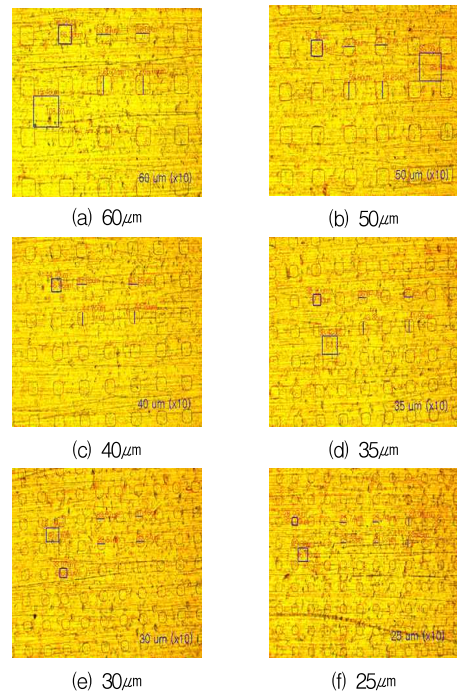 60 um (x10)
50 um (x10)
(a) 60㎛
(b) 50㎛
40 um (x10)
35 um (x10)
(c) 40㎛
(d) 35㎛
30 um (x10)
25 um (x10)
(e) 30㎛
(f) 25㎛